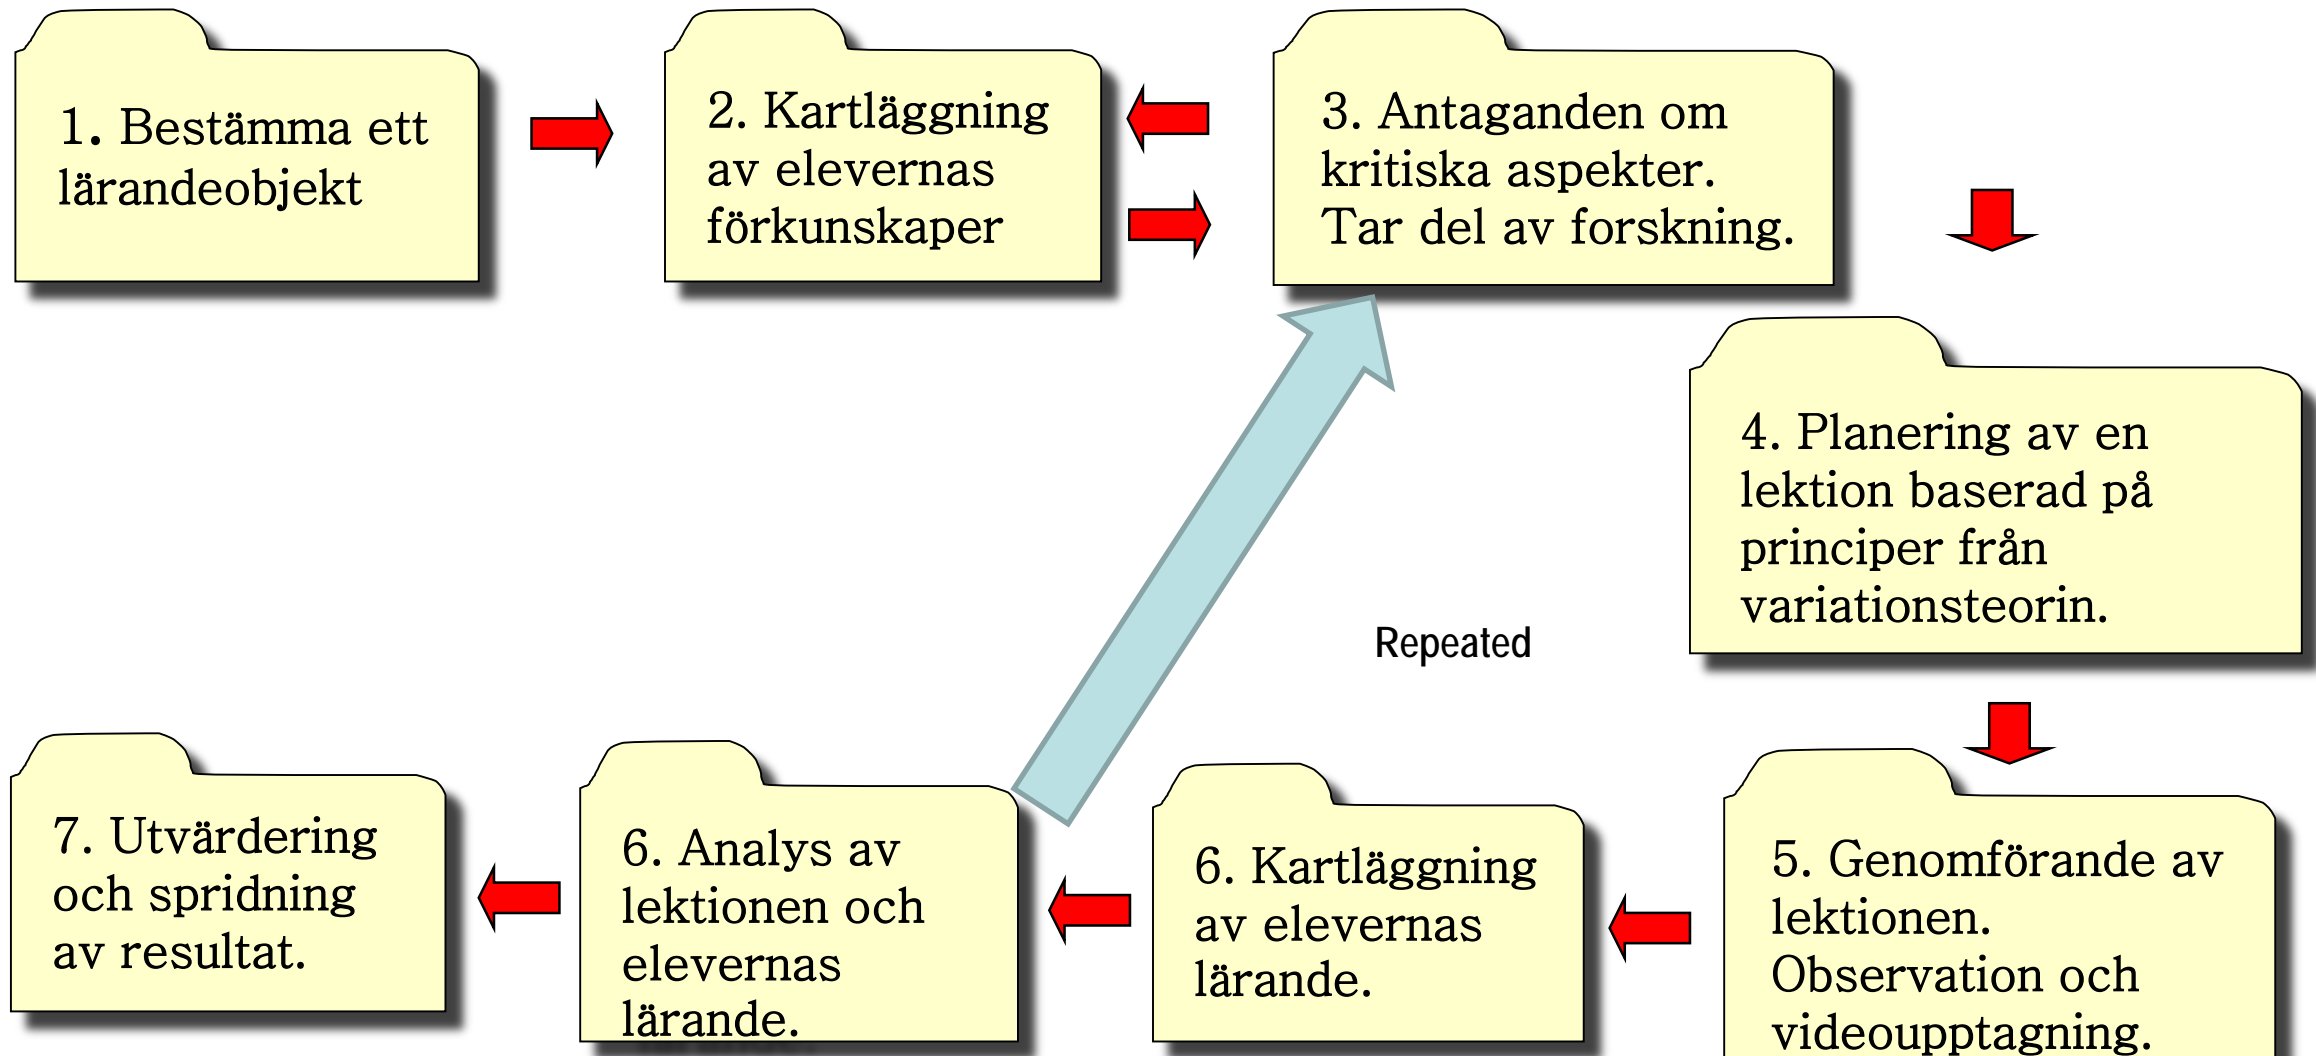 1. Bestämma ett
lärandeobjekt
2. Kartläggning
av elevernas
förkunskaper
3. Antaganden om
kritiska aspekter.
Tar del av forskning.
4. Planering av en
lektion baserad på
principer från
variationsteorin.
Repeated
5. Genomförande av
lektionen.
Observation och
videoupptagning.
6. Kartläggning
av elevernas
lärande.
6. Analys av
lektionen och
elevernas
lärande.
7. Utvärdering
och spridning
av resultat.